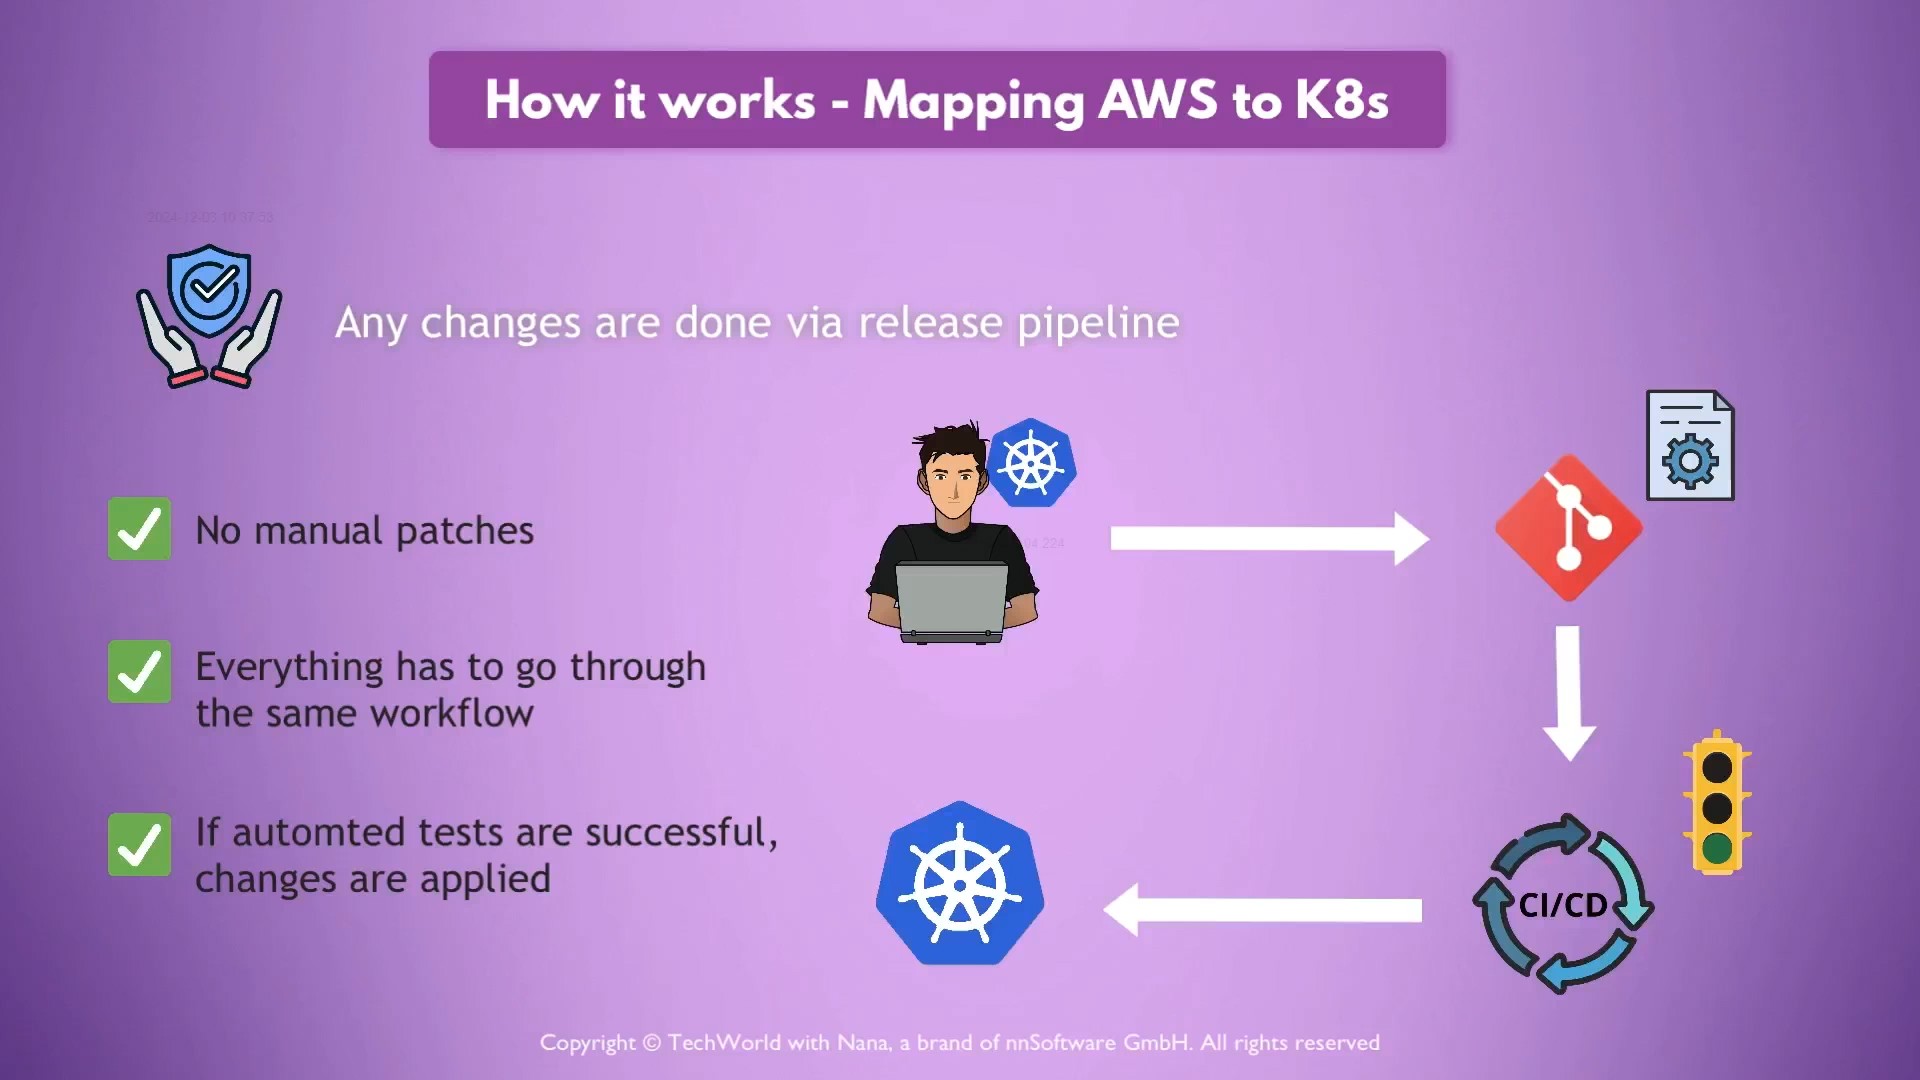 How it works - Mapping AWS to K8s
Any changes are done via release pipeline
No manual patches
Everything has to go through
the same workflow
If automted tests are successful,
changes are applied
CI/CD
Copyright © TechWorld with Nana, a brand of nnSoftware GmbH. All rights reserved